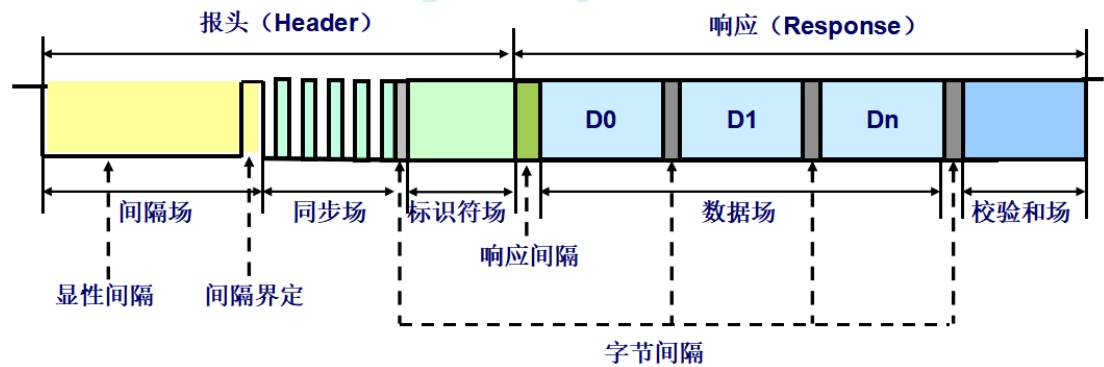 报头（Header）
响应（Response）
D0
D1
Dn
间隔场
同步场
标识符场
数据场
校验和场
响应间隔
显性间隔
间隔界定
字节间隔